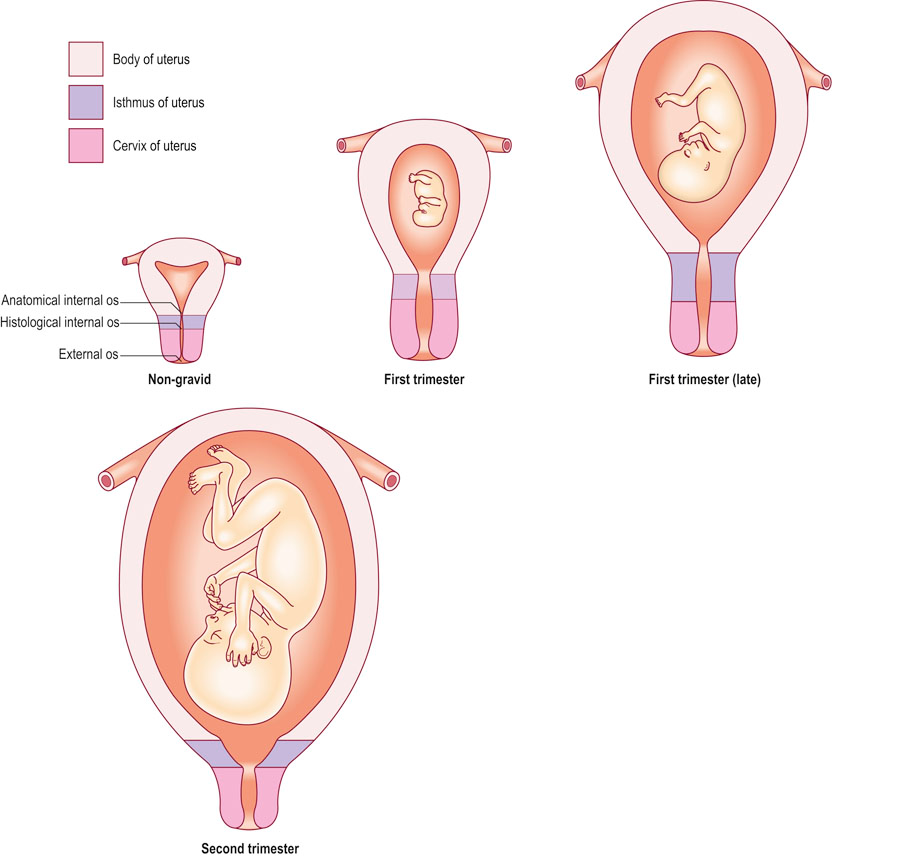 Body of uterus
Isthmus of uterus
Cervix of uterus
Anatomical internal os
Histological internal os
External os
Non-gravid
First trimester
First trimester (late)
Second trimester